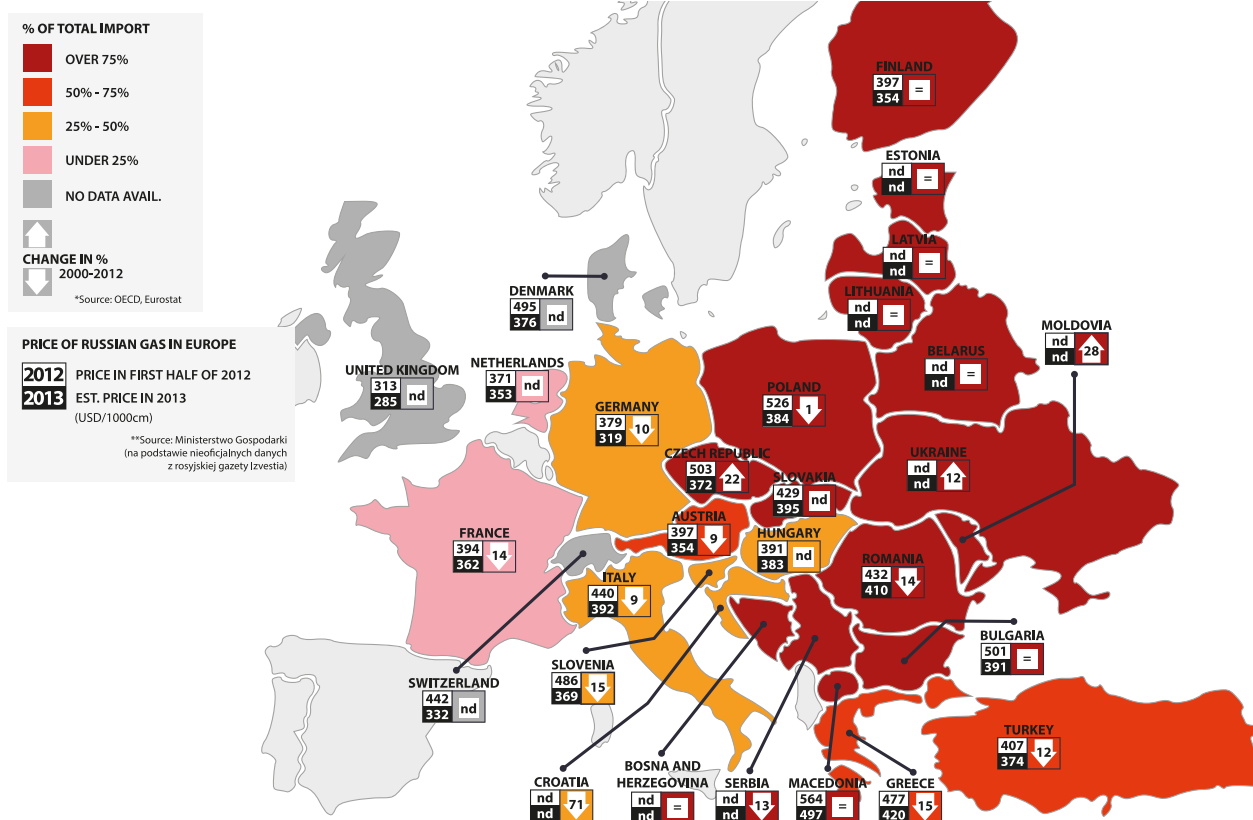 % OF TOTAL IMPORT
OVER 75%
50% - 75%
25% - 50%
UNDER 25%
NO DATA AVAIL.
CHANGE IN %
2000-2012
*Source: OECD, Eurostat
PRICE OF RUSSIAN GAS IN EUROPE
2012 PRICE IN FIRST HALF OF 2012
2013 EST. PRICE IN 2013
(USD/1000cm)
**Source: Ministerstwo Gospodarki
(na podstawie nieoficjalnych danych
z rosyjskiej gazety Izvestia)
FINLAND
397 =
354
ESTONIA
nd =
nd
LATVIA
nd =
nd
LITHUANIA
nd =
nd
DENMARK
495 nd
376
MOLDOVIA
nd 28
nd
BELARUS
nd =
nd
UNITED KINGDOM
313 nd
285
NETHERLANDS
371 nd
353
GERMANY
379 10
319
POLAND
526 1
384
CZECH REPUBLIC
503 22
372
SLOVAKIA
429 nd
395
UKRAINE
nd 12
nd
FRANCE
394 14
362
AUSTRIA
397 9
354
HUNGARY
391 nd
383
ROMANIA
432 14
410
ITALY
440 9
392
BULGARIA
501 =
391
SLOVENIA
486 15
369
SWITZERLAND
442 nd
332
TURKEY
407 12
374
CROATIA
nd 71
nd
BOSNA AND
HERZEGOVINA
nd =
nd
SERBIA
nd 13
nd
MACEDONIA
564 =
497
GREECE
477 15
420